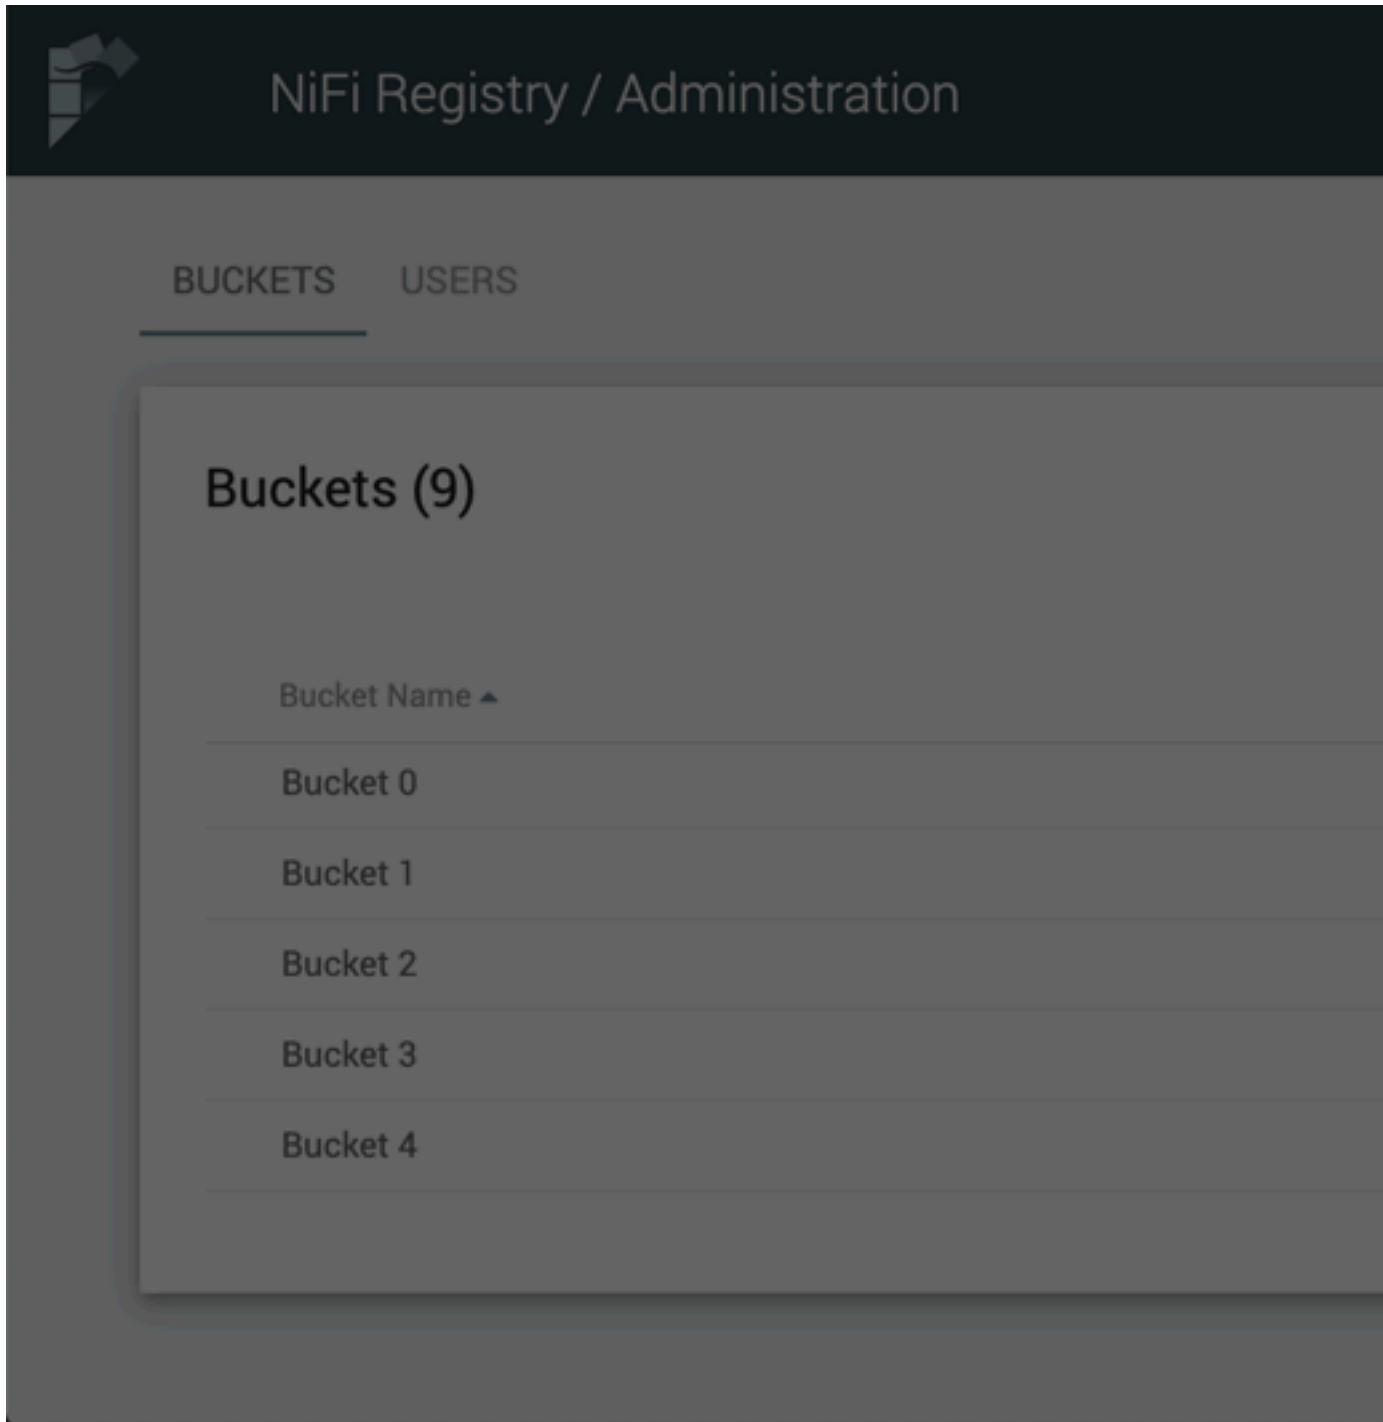 NiFi Registry / Administration
BUCKETS USERS
Buckets (9)
Bucket Name
Bucket 0
Bucket 1
Bucket 2
Bucket 3
Bucket 4